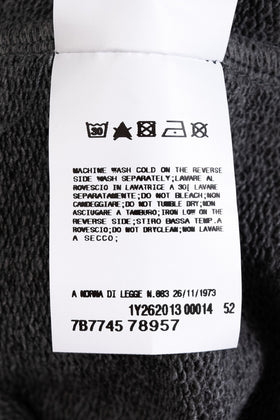 30
MACHINE WASH COLD ON THE REVERSE
SIDE WASH SEPARATELY;LAVARE AL
ROVESCIO IN LAVATRICE A 30[ LAVARE
SEPARATAMENTE;DO NOT BLEACH;NON
CANDEGGIARE;DO NOT TUMBLE DRY;NON
ASCIUGARE A TAMBURO;IRON LOW ON THE
REVERSE SIDE;STIRO BASSA TEMP.A
ROVESCIO;DO NOT DRYCLEAN;NON LAVARE
A SECCO;
A NORMA DI LEGGE N.883 26/11/1973
1Y262013 00014 52
7B7745 78957